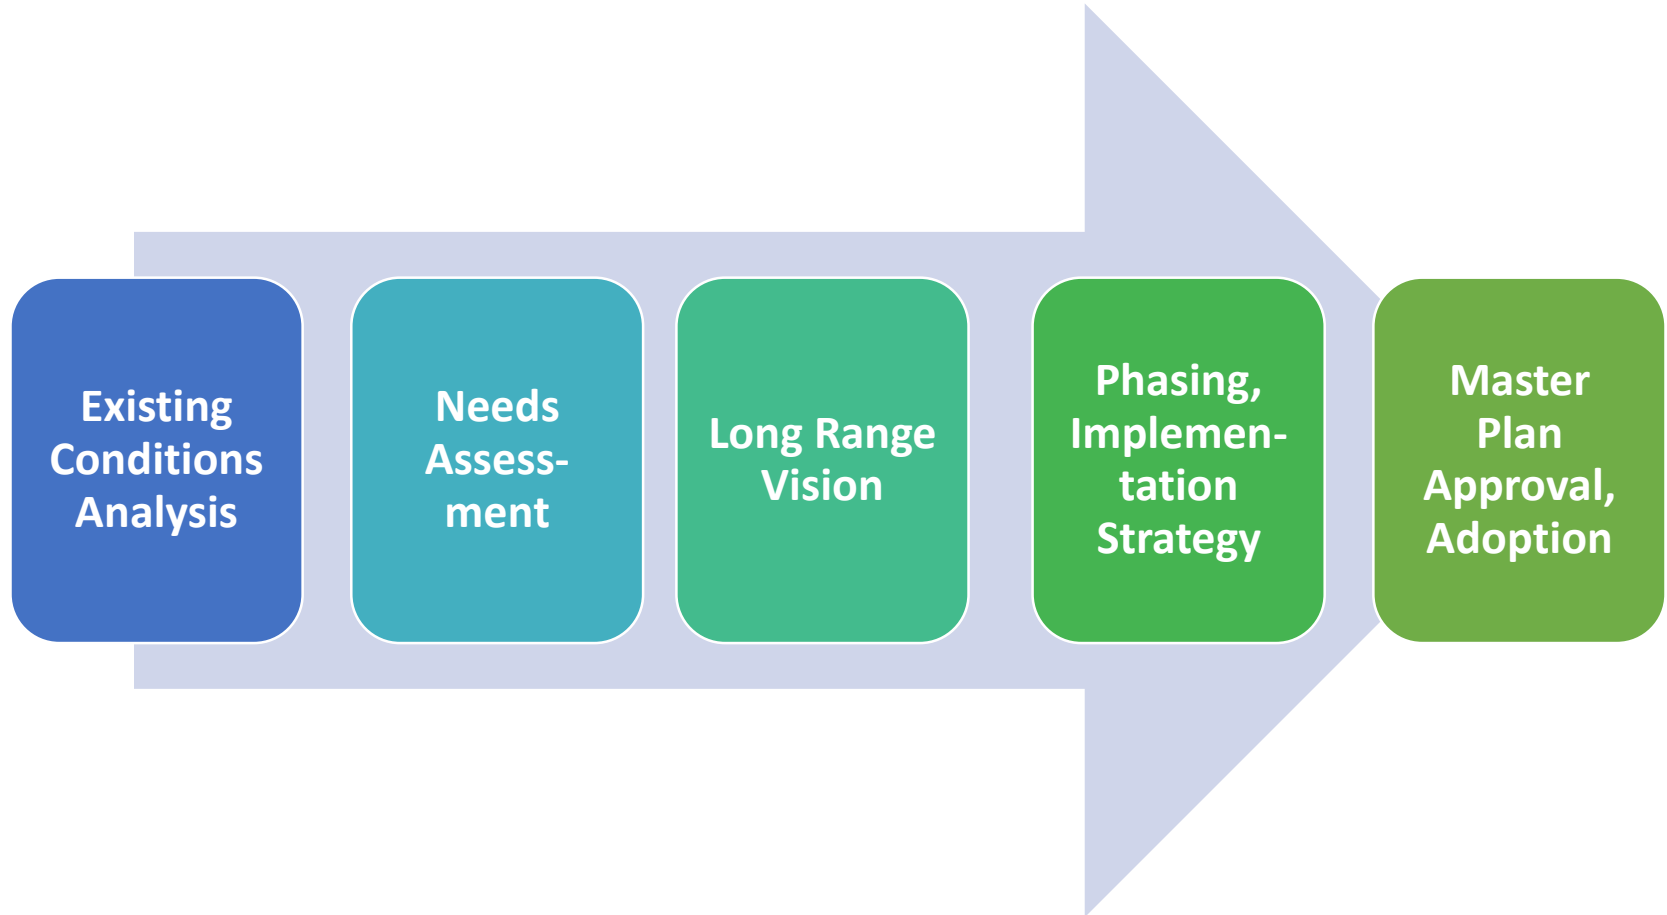 Existing
Conditions
Analysis
Needs
Assess-
ment
Long Range
Vision
Phasing,
Implemen-
tation
Strategy
Master
Plan
Approval,
Adoption